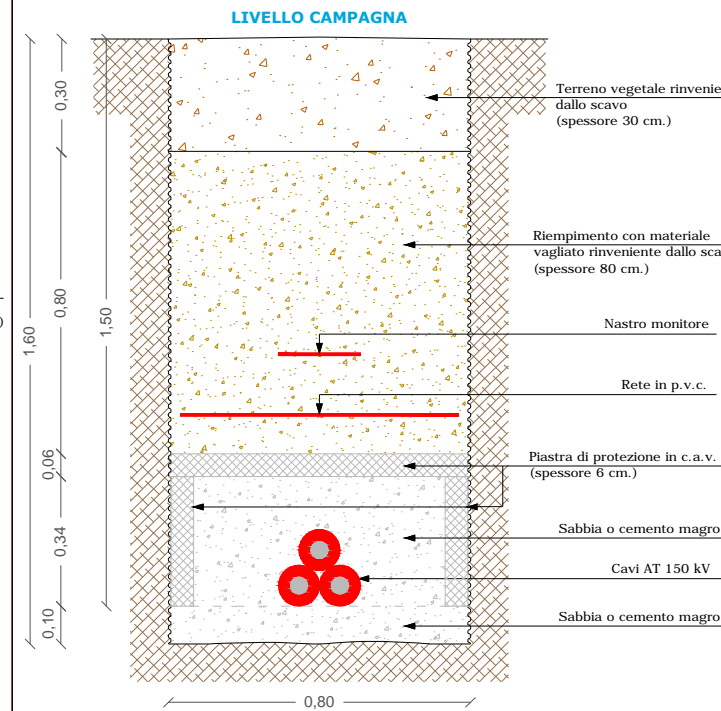 LIVELLO CAMPAGNA
0,30
0,80
0,06
0,34
0,10
1,60
1,50
Terreno vegetale rinvenie
dallo scavo
(spessore 30 cm.)
Riempimento con materiale
vagliato rinveniente dallo sca
(spessore 80 cm.)
Nastro monitore
Rete in p.v.c.
Piastra di protezione in c.a.v.
(spessore 6 cm.)
Sabbia o cemento magro
Cavi AT 150 kV
Sabbia o cemento magro
0,80